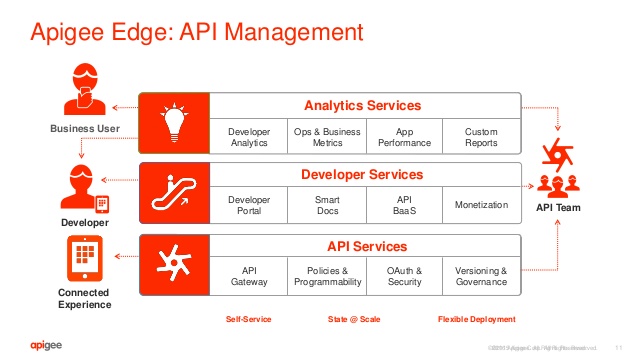 Apigee Edge: API Management
Business User
Analytics Services
Developer
Analytics
Ops & Business
Metrics
App
Performance
Custom
Reports
Developer
Developer Services
Developer
Portal
Smart
Docs
API
BaaS
Monetization
API Team
Connected
Experience
API Services
API
Gateway
Policies &
Programmability
OAuth &
Security
Versioning &
Governance
Self-Service
State @ Scale
Flexible Deployment
apigee
11